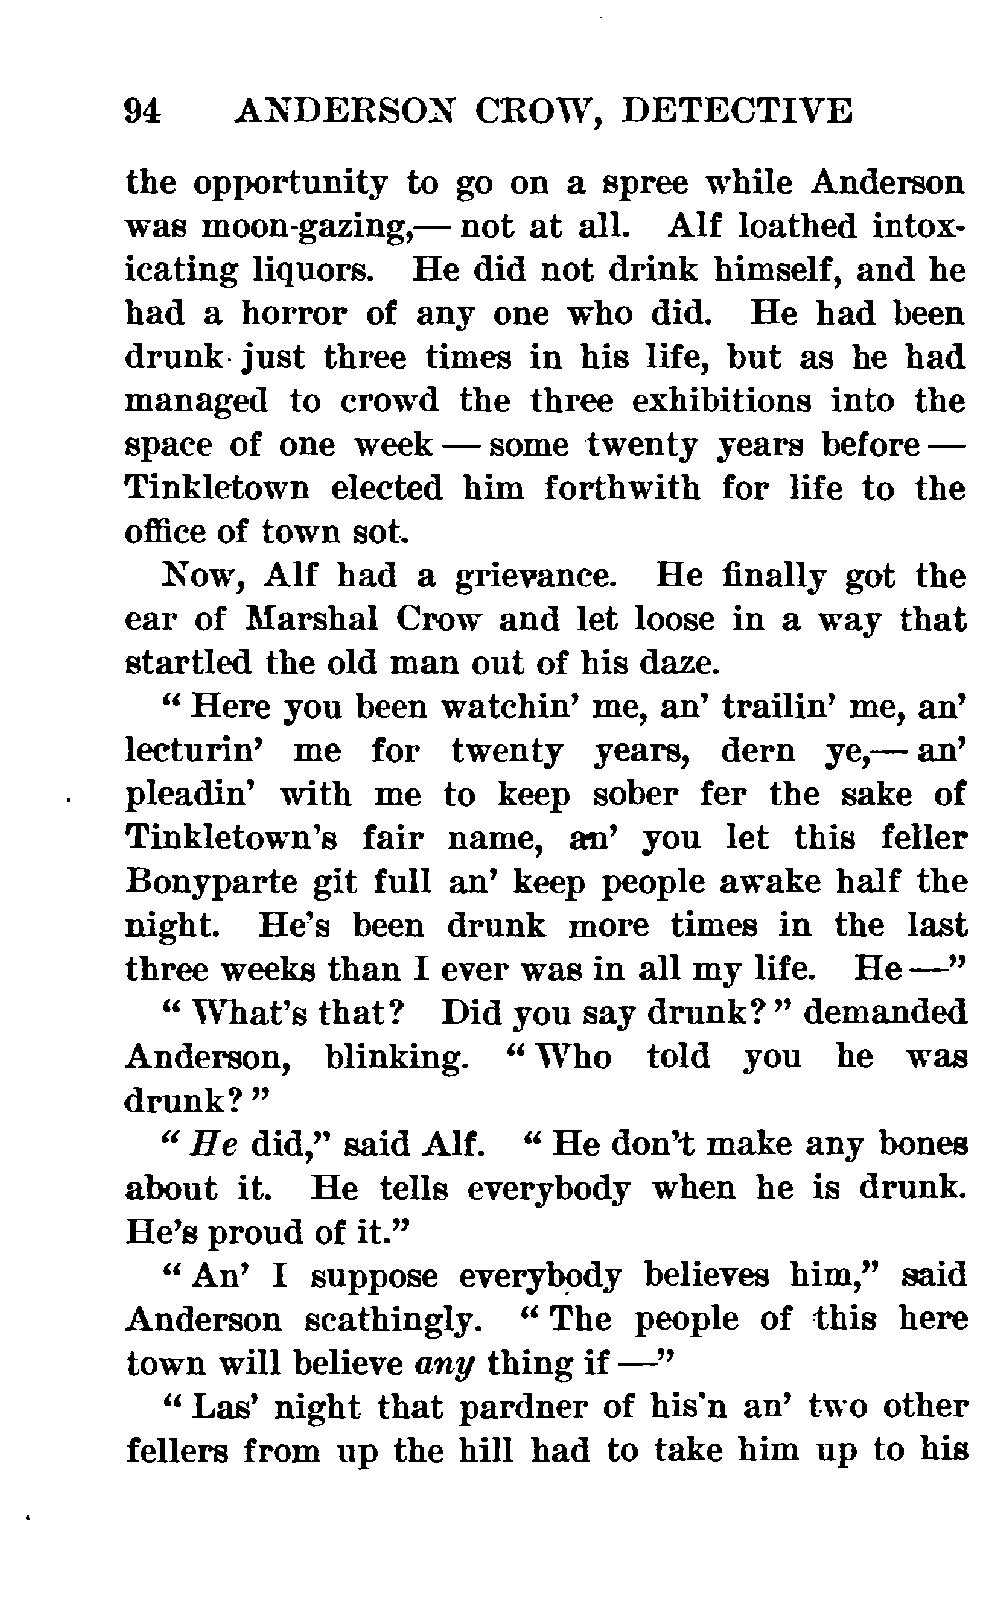 94 ANDERSON CROW, DETECTIVE
the opportunity to go on a spree while Anderson
was moon-gazing,— not at all. Alf loathed intox-
icating liquors. He did not drink himself, and he
had a horror of any one who did. He had been
drunk just three times in his life, but as he had
managed to crowd the three exhibitions into the
space of one week — some twenty years before —
Tinkletown elected him forthwith for life to the
office of town sot.
Now, Alf had a grievance. He finally got the
ear of Marshal Crow and let loose in a way that
startled the old man out of his daze.
“ Here you been watchin’ me, an’ trailin’ me, an’
lecturin’ me for twenty years, dern ye,— an’
pleadin’ with me to keep sober fer the sake of
Tinkletown’s fair name, an’ you let this feller
Bonyparte git full an’ keep people awake half the
night. He’s been drunk more times in the last
three weeks than I ever was in all my life. He —”
“ What’s that? Did you say drunk? ” demanded
Anderson, blinking. “ Who told you he was
drunk? ”
“ He did,” said Alf. “ He don’t make any bones
about it. He tells everybody when he is drunk.
He’s proud of it.”
“ An’ I suppose everybody believes him,” said
Anderson scathingly. “ The people of this here
town will believe any thing if —”
“ Las’ night that pardner of his’n an’ two other
fellers from up the hill had to take him up to his